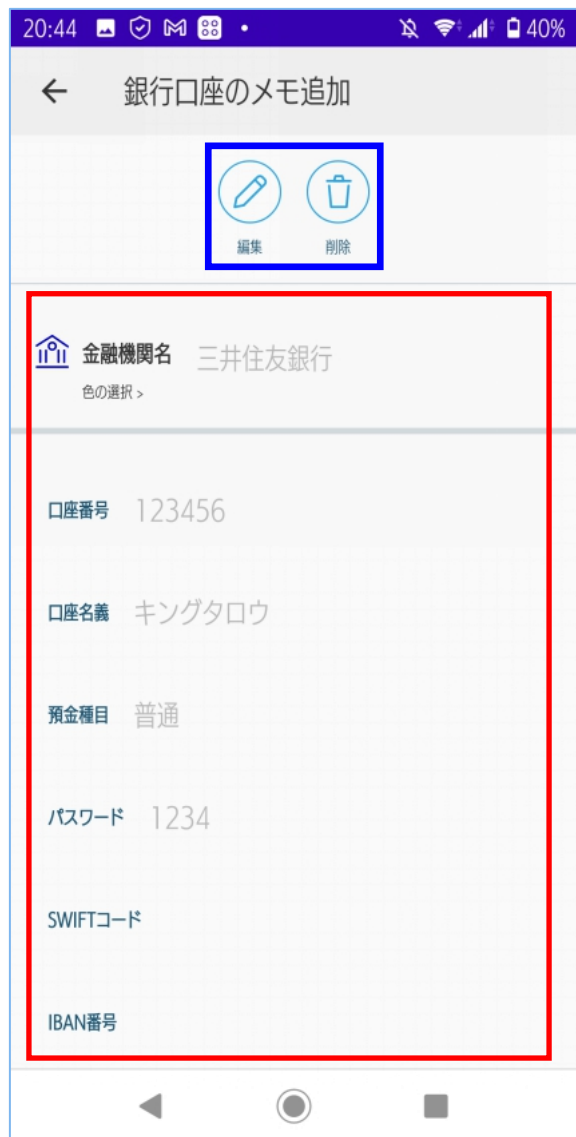 20:44 40%
銀行口座のメモ追加
編集 削除
金融機関名 三井住友銀行
色の選択 >
口座番号 123456
口座名義 キングタロウ
預金種目 普通
パスワード 1234
SWIFTコード
IBAN番号